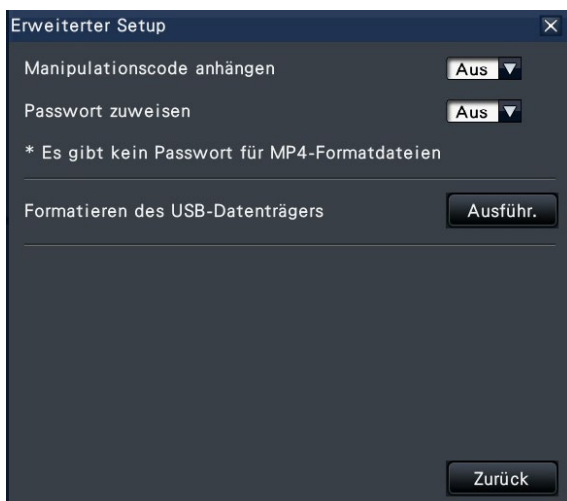 Erweiterter Setup
Manipulationscode anhängen Aus
Passwort zuweisen Aus
* Es gibt kein Passwort für MP4-Formatdateien
Formatieren des USB-Datenträgers Ausführ.
Zurück